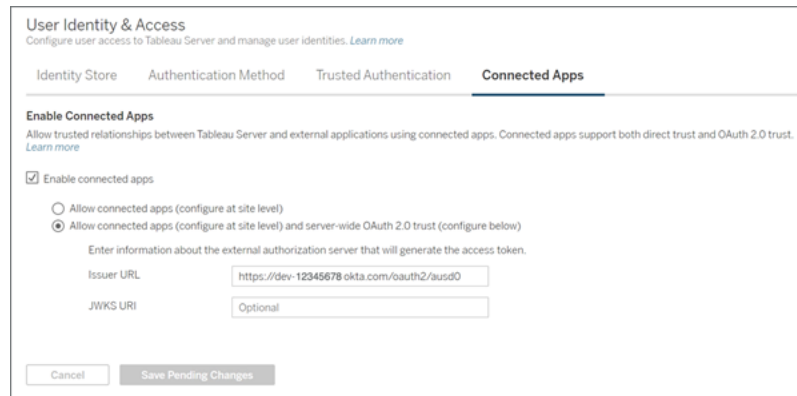 User Identity & Access
Configure user access to Tableau Server and manage user identities. Learn more
Identity Store Authentication Method Trusted Authentication Connected Apps
Enable Connected Apps
Allow trusted relationships between Tableau Server and external applications using connected apps. Connected apps support both direct trust and OAuth 2.0 trust.
Learn more
Enable connected apps
Allow connected apps (configure at site level)
Allow connected apps (configure at site level) and server-wide OAuth 2.0 trust (configure below)
Enter information about the external authorization server that will generate the access token.
Issuer URL https://dev-12345678.okta.com/oauth2/ausd0
JWKS URI Optional
Cancel Save Pending Changes